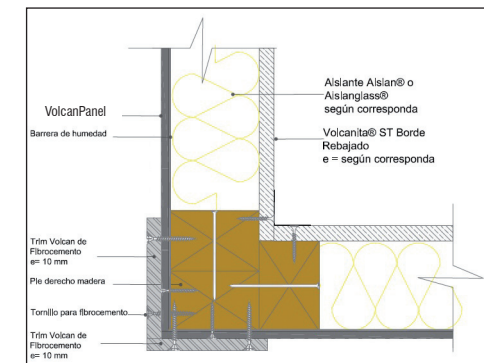 Aislante Aislan® o
Aislanglass®
según corresponda
VolcanPanel
Barrera de humedad
Volcanita® ST Borde
Rebajado
e = según corresponda
Trim Volcan de
Fibrocemento
e= 10 mm
Pie derecho madera
Tornillo para fibrocemento
Trim Volcan de
Fibrocemento
e= 10 mm